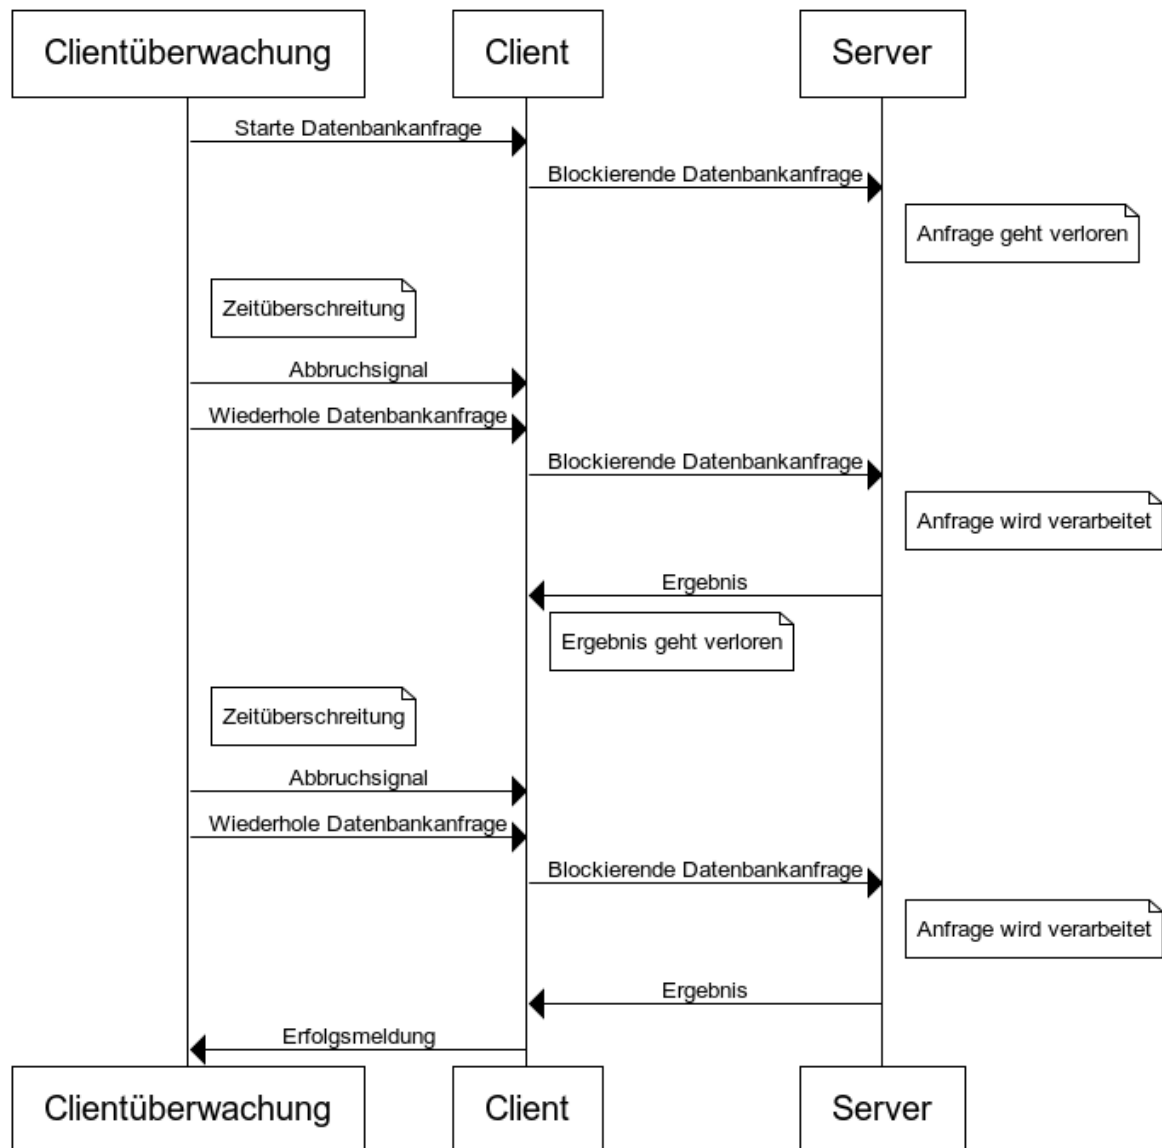 Clientüberwachung
Client
Server
Starte Datenbankanfrage
Blockierende Datenbankanfrage
Anfrage geht verloren
Zeitüberschreitung
Abbruchsignal
Wiederhole Datenbankanfrage
Blockierende Datenbankanfrage
Anfrage wird verarbeitet
Ergebnis
Ergebnis geht verloren
Zeitüberschreitung
Abbruchsignal
Wiederhole Datenbankanfrage
Blockierende Datenbankanfrage
Anfrage wird verarbeitet
Ergebnis
Erfolgsmeldung
Clientüberwachung
Client
Server